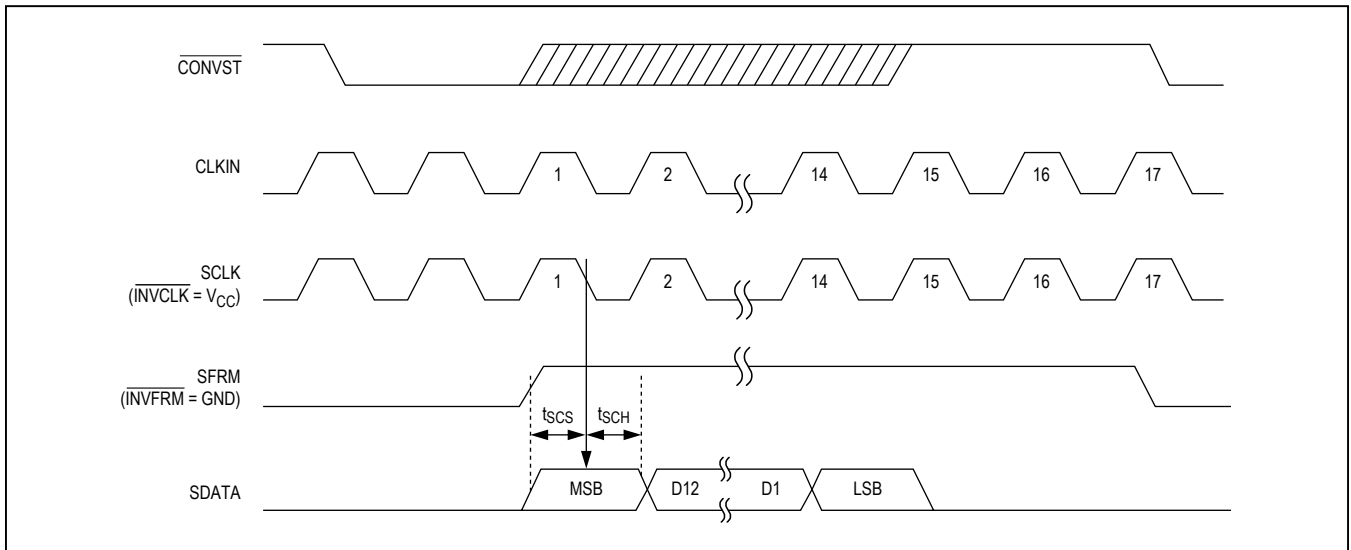 CONVST
CLKIN
1 2 14 15 16 17
SCLK
(INVCLK = VCC)
1 2 14 15 16 17
SFRM
(INVFRM = GND)
tSCS tSCH
SDATA
MSB D12 D1 LSB